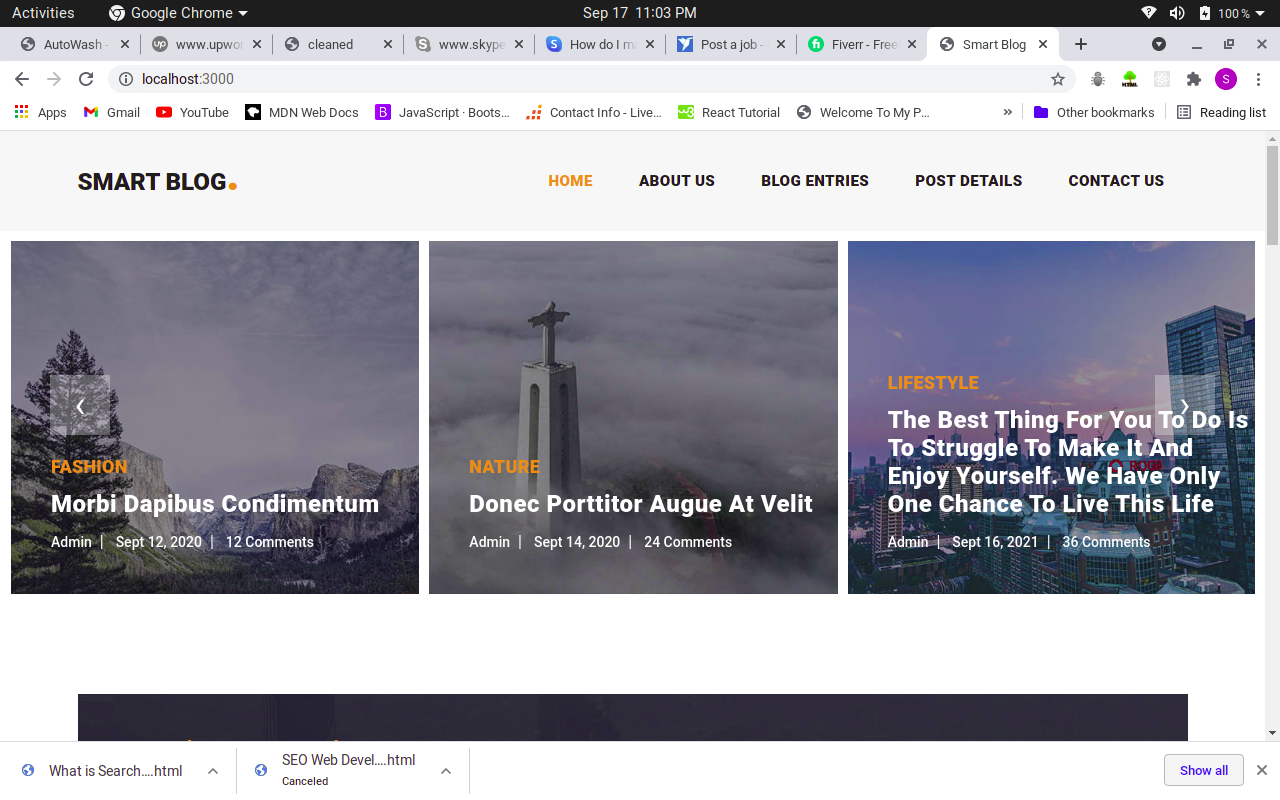 Activities
Google Chrome
Sep 17 11:03 PM
100 %
AutoWash -
www.upwor
cleaned
www.skype
How do I ma
Post a job -
Fiverr - Free
Smart Blog
localhost:3000
S
Apps
Gmail
YouTube
MDN Web Docs
JavaScript · Boots...
Contact Info - Live...
React Tutorial
Welcome To My P...
»
Other bookmarks
Reading list
SMART BLOG.
HOME
ABOUT US
BLOG ENTRIES
POST DETAILS
CONTACT US
FASHION
Morbi Dapibus Condimentum
Admin | Sept 12, 2020 | 12 Comments
NATURE
Donec Porttitor Augue At Velit
Admin | Sept 14, 2020 | 24 Comments
LIFESTYLE
The Best Thing For You To Do Is
To Struggle To Make It And
Enjoy Yourself. We Have Only
One Chance To Live This Life
Admin | Sept 16, 2021 | 36 Comments
What is Search....html
SEO Web Devel....html
Canceled
Show all